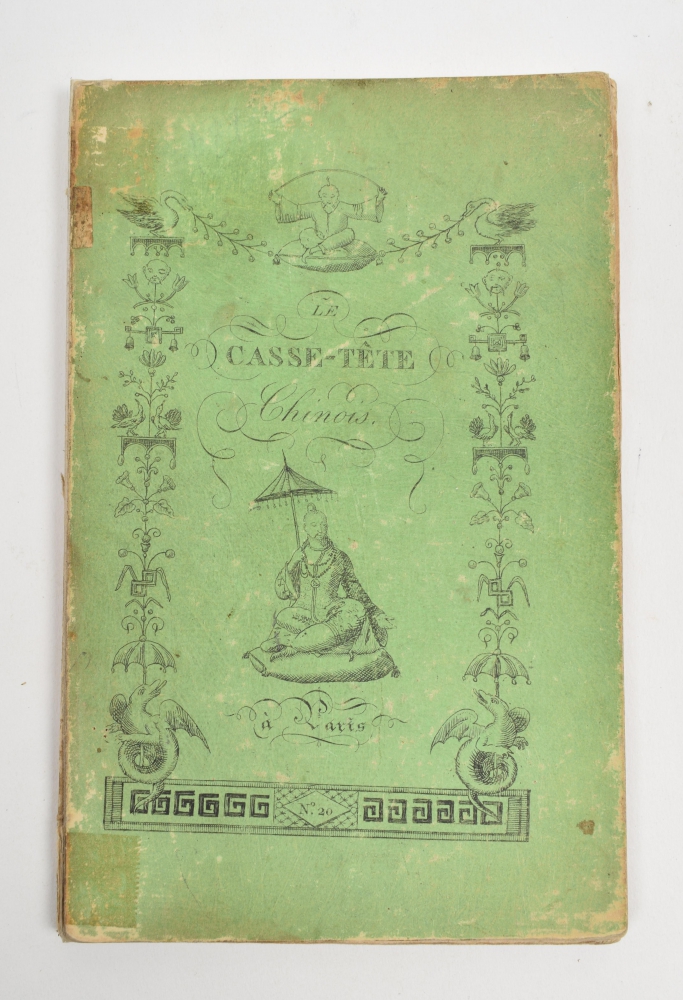 LE
CASSE-TÊTE
Chinois.
à Paris
N.º 20